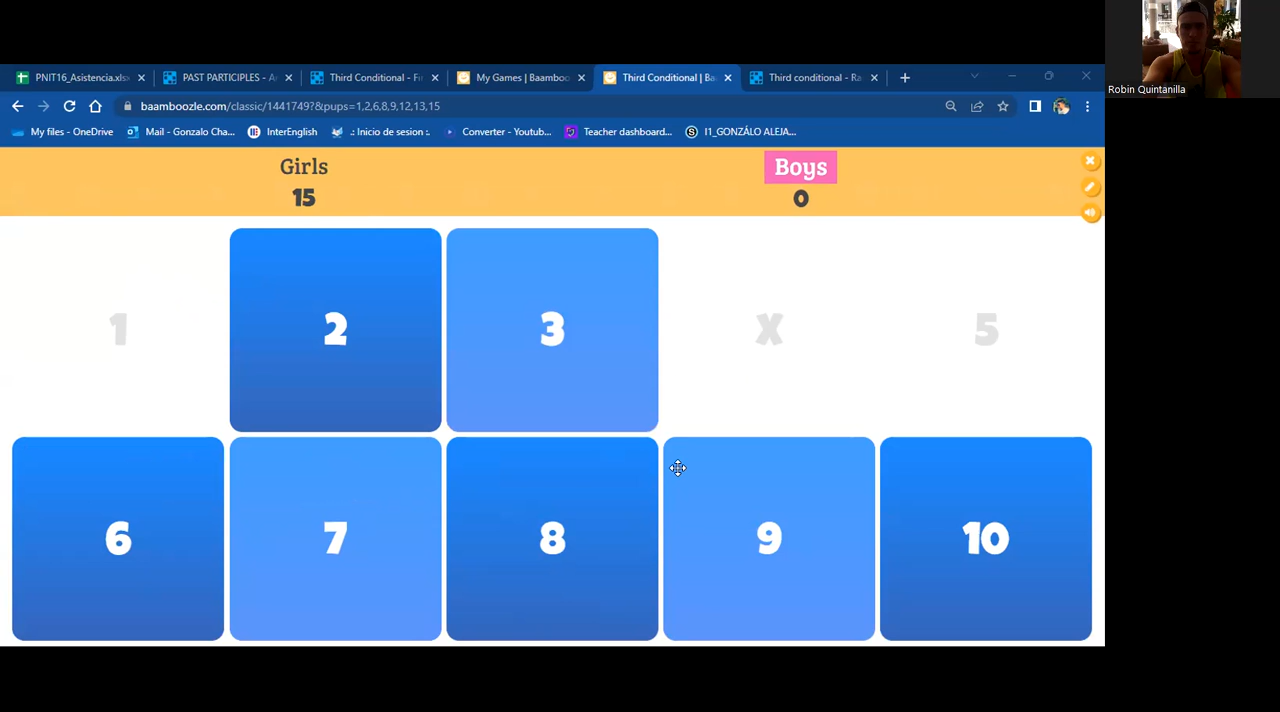 PNIT16_Asistencia.xls
PAST PARTICIPLES - A
Third Conditional - Fi
My Games | Baamboo
Third Conditional | Ba
Third conditional - Ra
baamboozle.com/classic/1441749?&pups=1,2,6,8,9,12,13,15
My files - OneDrive
Mail - Gonzalo Cha...
InterEnglish
.: Inicio de sesion :.
Converter - Youtub...
Teacher dashboard...
I1_GONZÁLO ALEJA...
Robin Quintanilla
Girls
15
Boys
0
1
2
3
X
5
6
7
8
9
10